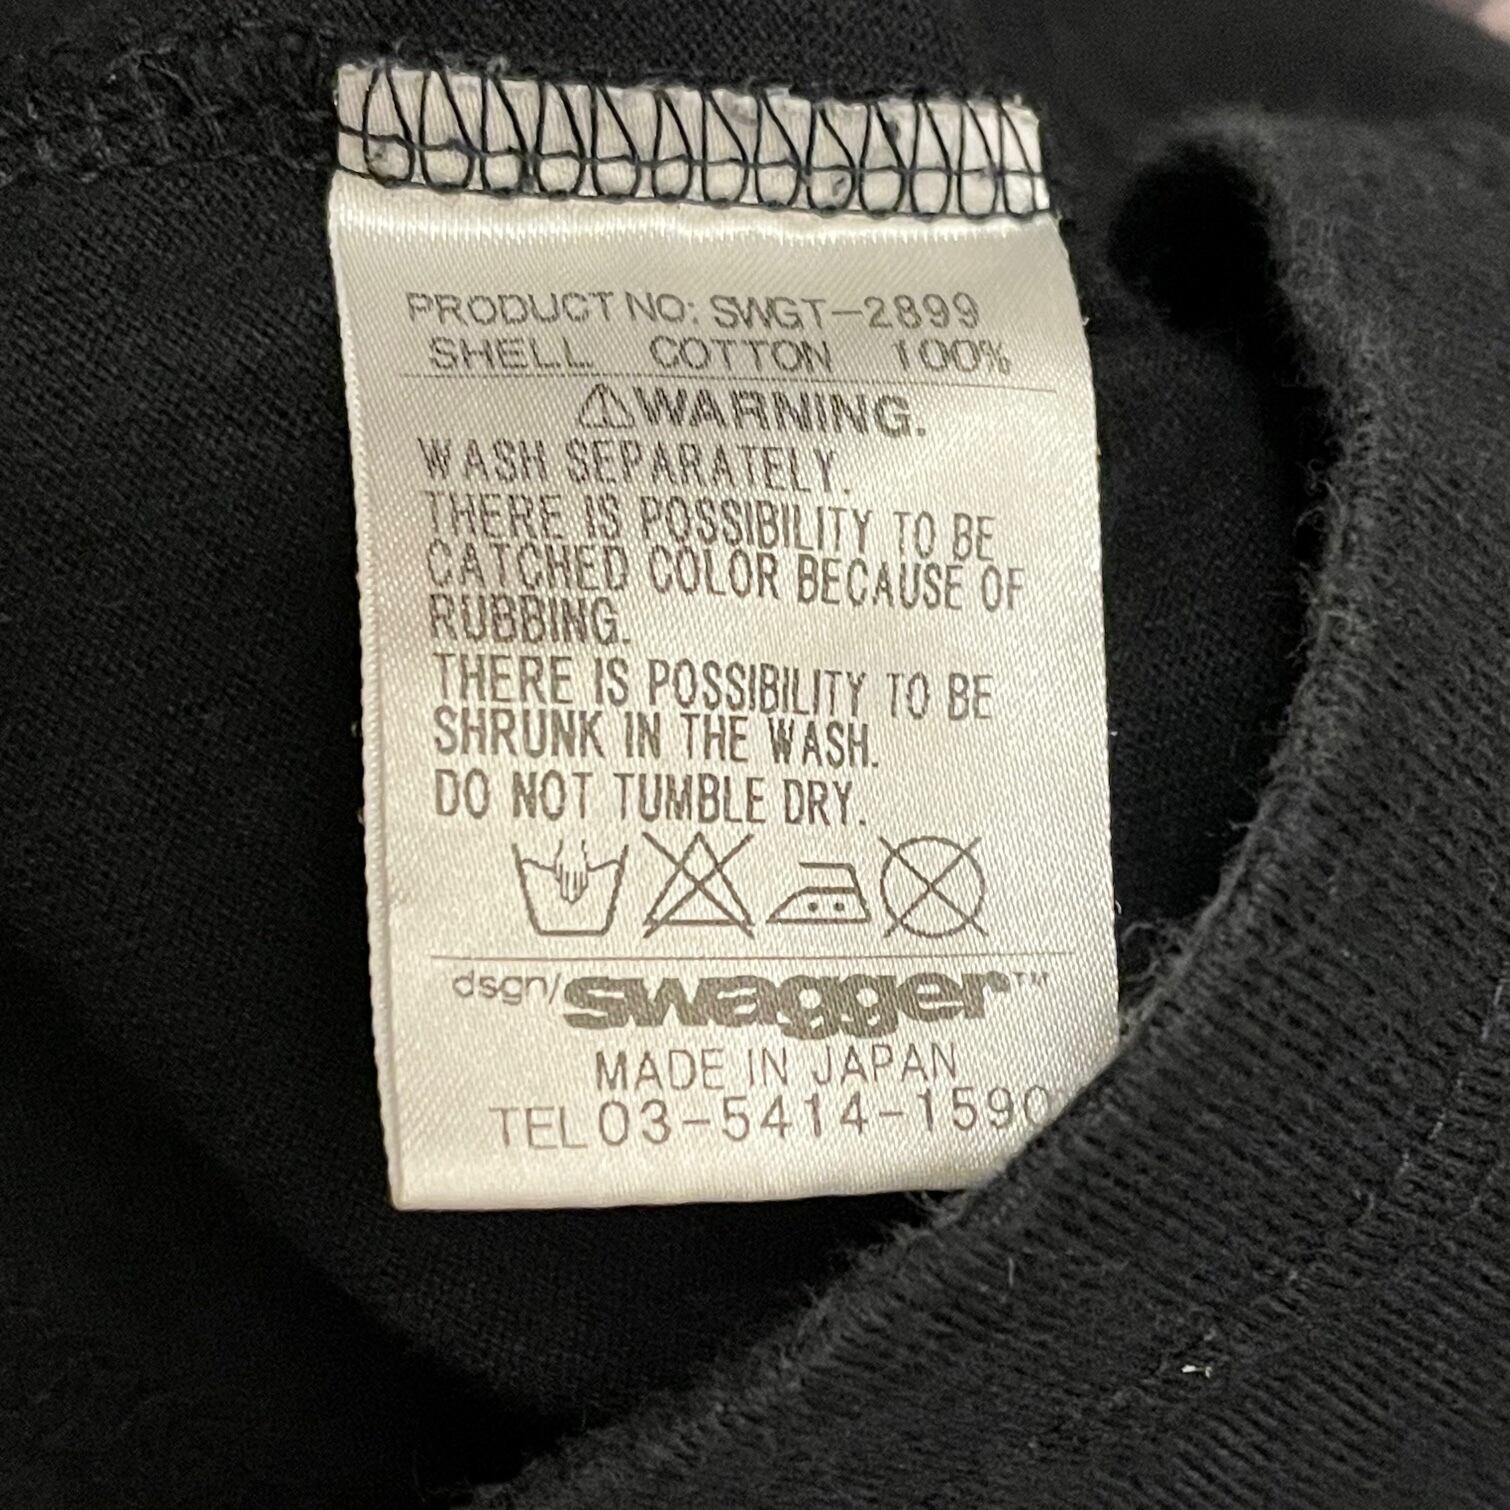 PRODUCT NO: SWGT-2899
SHELL COTTON 100%
⚠WARNING.
WASH SEPARATELY.
THERE IS POSSIBILITY TO BE
CATCHED COLOR BECAUSE OF
RUBBING.
THERE IS POSSIBILITY TO BE
SHRUNK IN THE WASH.
DO NOT TUMBLE DRY.
dsgn/swagger™
MADE IN JAPAN
TEL 03-5414-1590